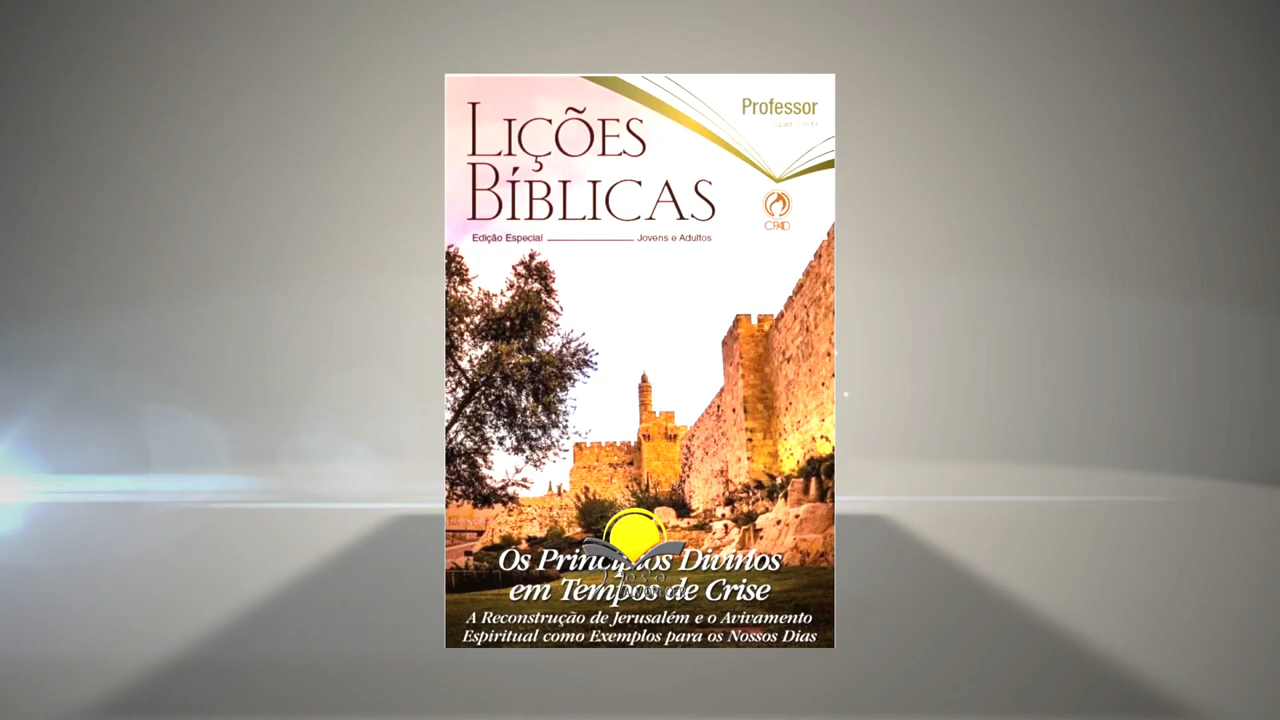 Professor
LIÇÕES
BÍBLICAS
CPAD
Edição Especial
Jovens e Adultos
Os Princípios Divinos
em Tempos de Crise
A Reconstrução de Jerusalém e o Avivamento
Espiritual como Exemplos para os Nossos Dias